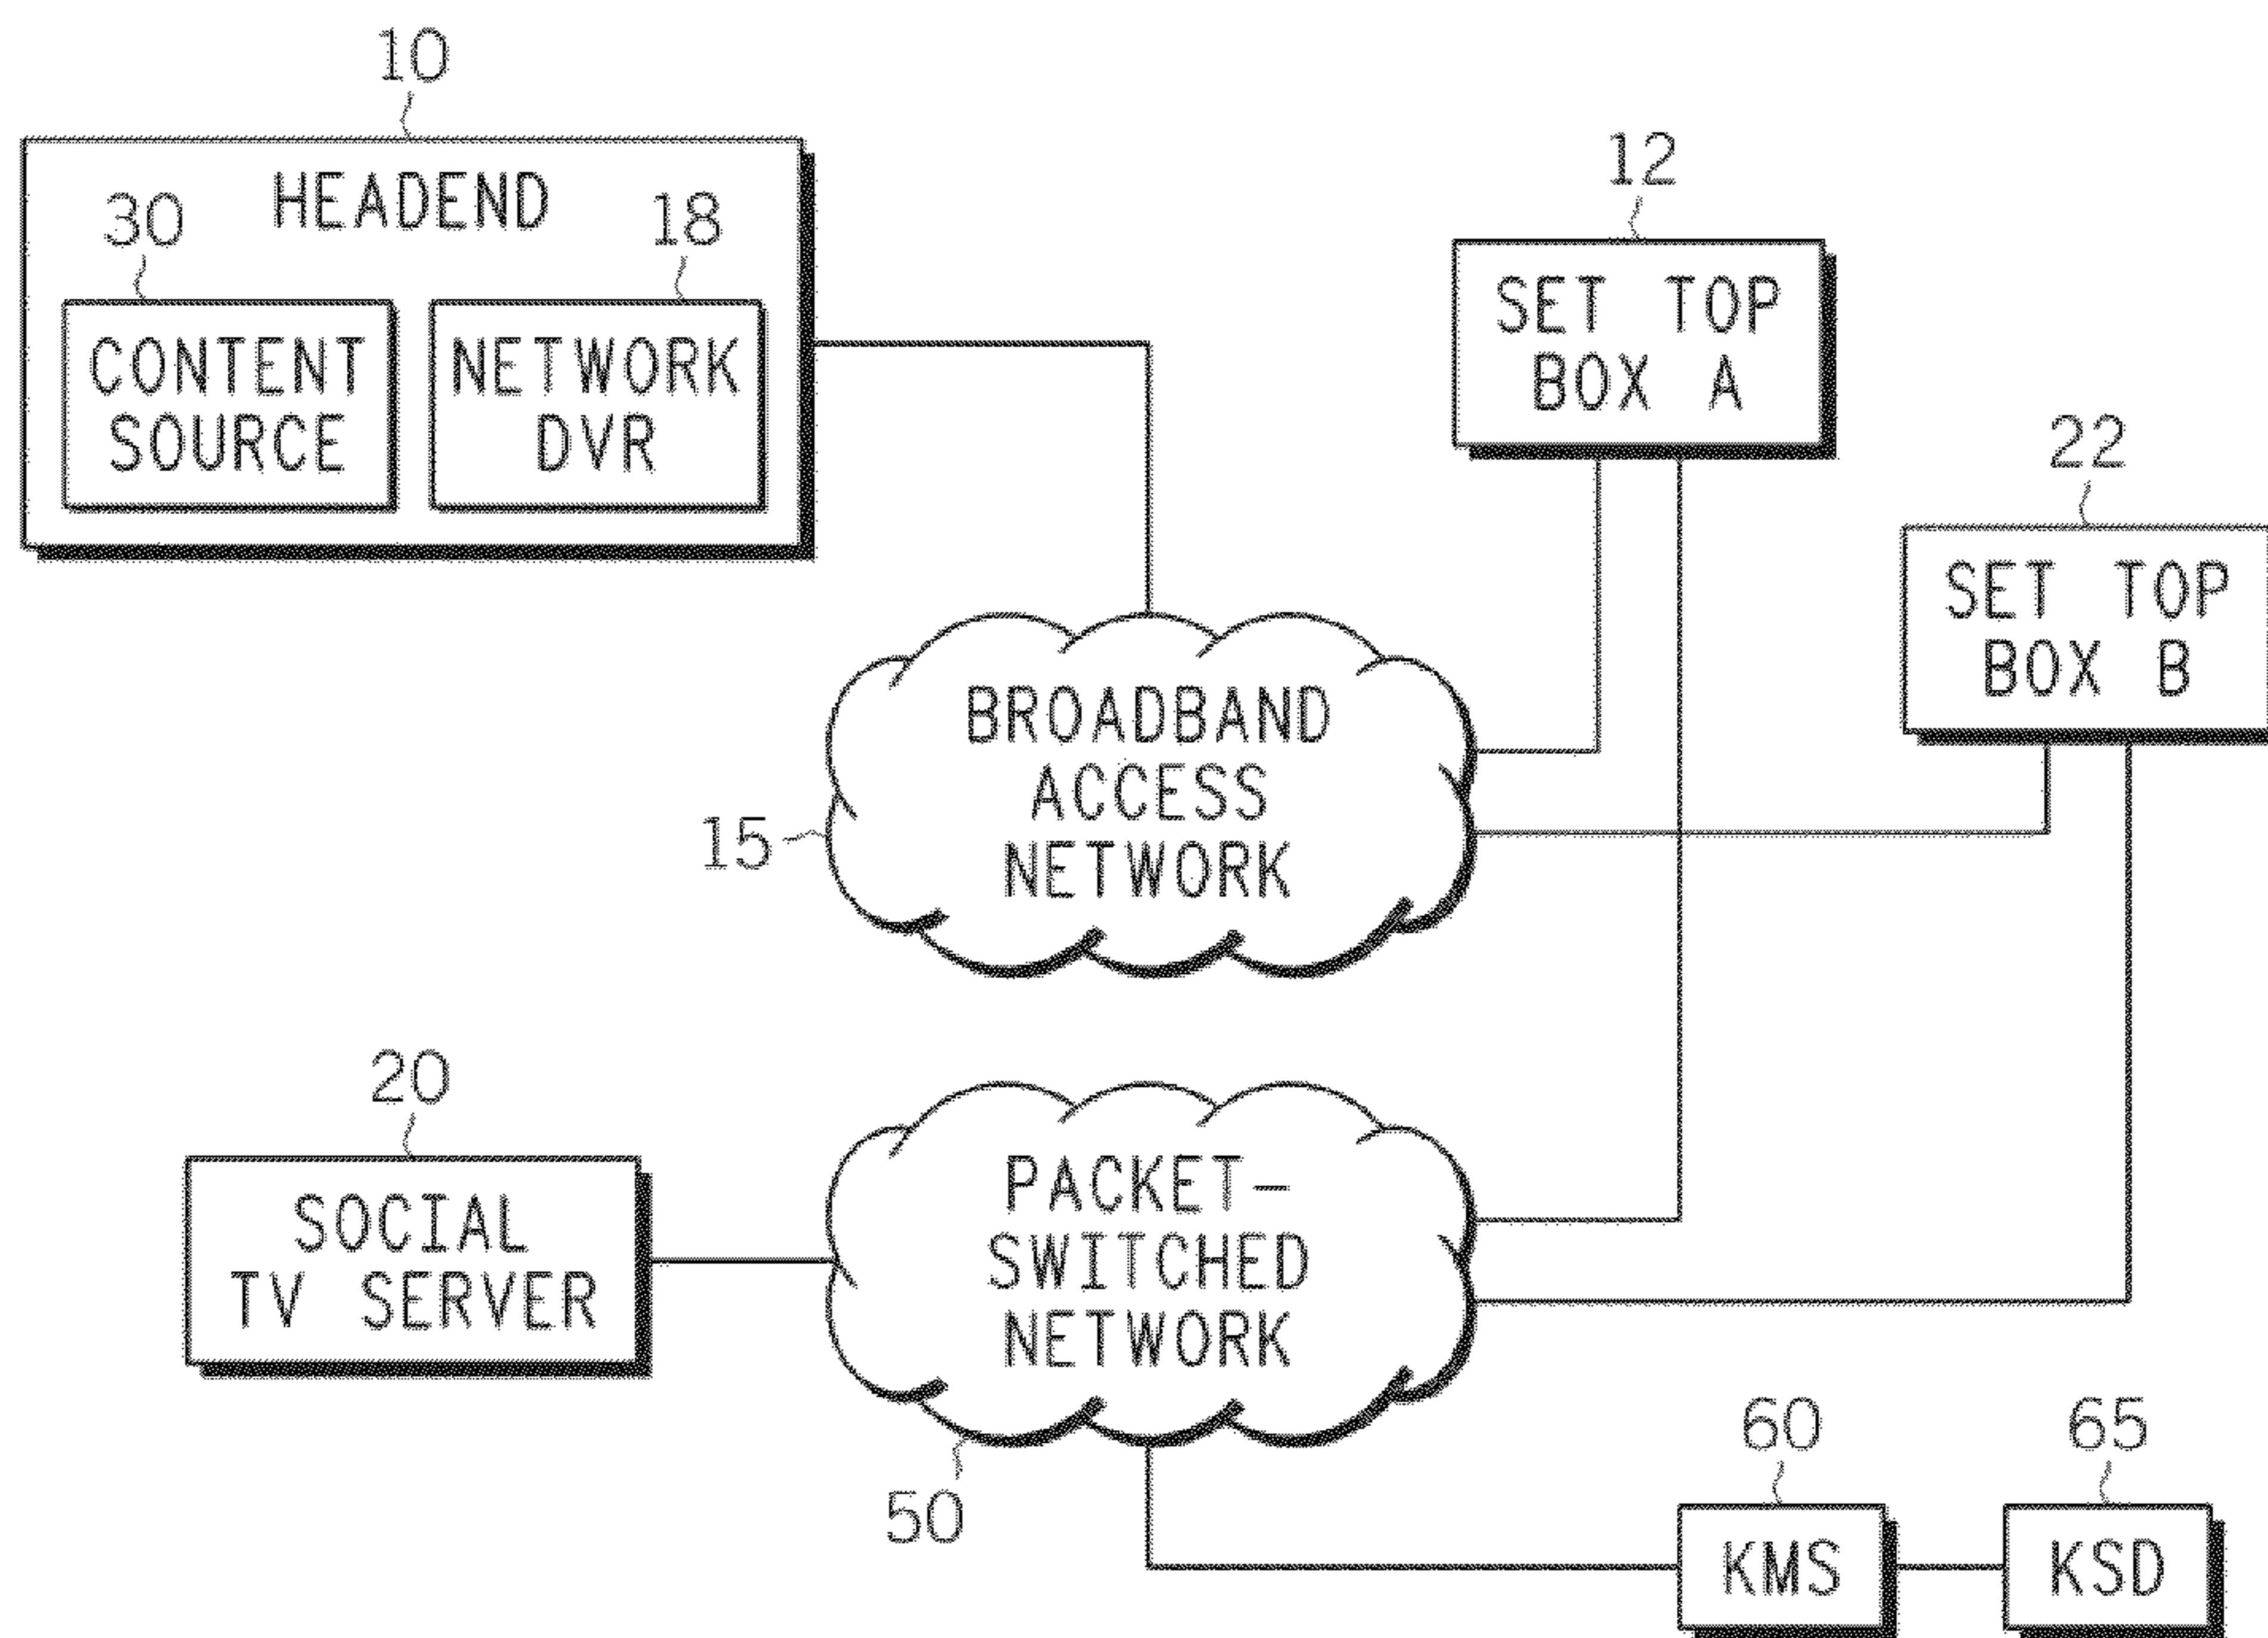 10
HEADEND
30
18
CONTENT
SOURCE
NETWORK
DVR
12
SET TOP
BOX A
22
SET TOP
BOX B
BROADBAND
ACCESS
NETWORK
15
20
SOCIAL
TV SERVER
PACKET-
SWITCHED
NETWORK
50
60
KMS
65
KSD